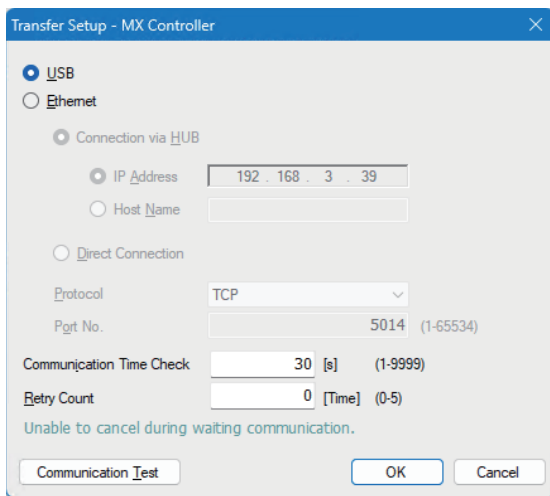 Transfer Setup - MX Controller
USB
Ethernet
Connection via HUB
IP Address 192 . 168 . 3 . 39
Host Name
Direct Connection
Protocol TCP
Port No. 5014 (1-65534)
Communication Time Check 30 [s] (1-9999)
Retry Count 0 [Time] (0-5)
Unable to cancel during waiting communication.
Communication Test OK Cancel